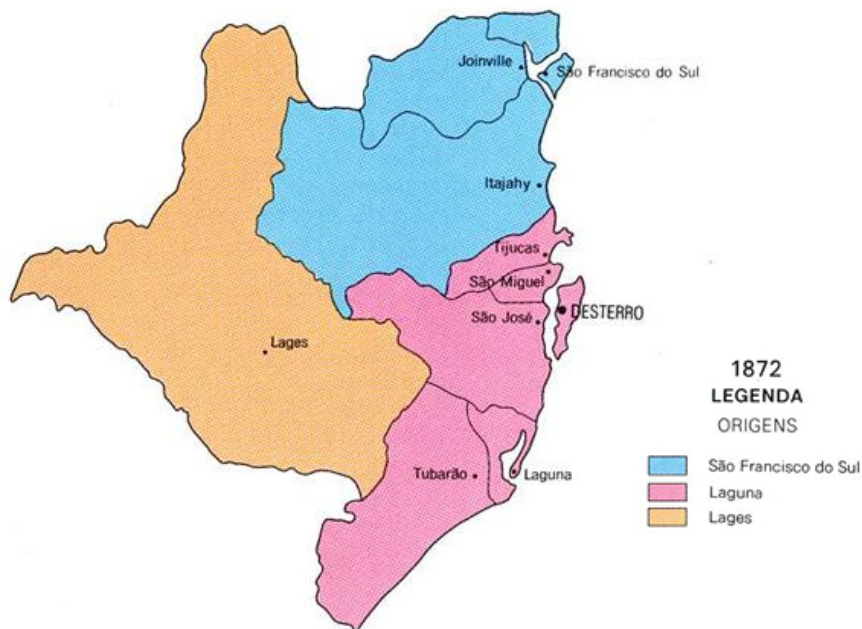 Joinville
São Francisco do Sul
Itajahy
Tijucas
São Miguel
São José
DESTERRO
Lages
Tubarão
Laguna
1872
LEGENDA
ORIGENS
São Francisco do Sul
Laguna
Lages